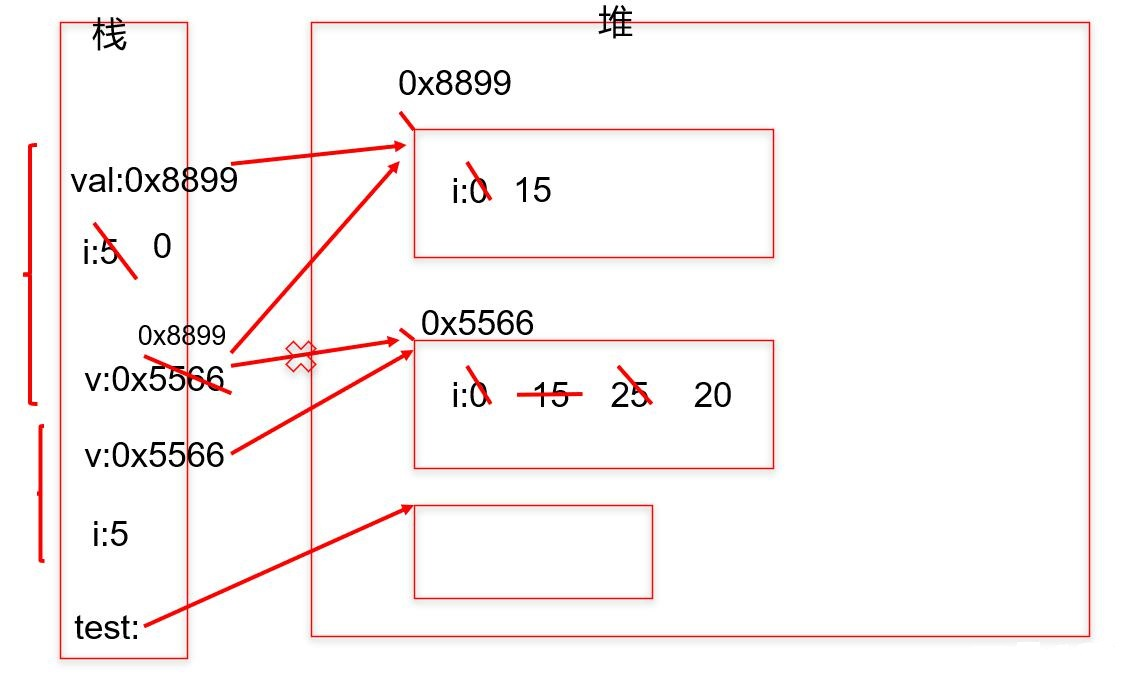 栈
堆
0x8899
val:0x8899
i:0 15
i:5 0
0x8899
0x5566
v:0x5566
i:0 15 25 20
v:0x5566
i:5
test: